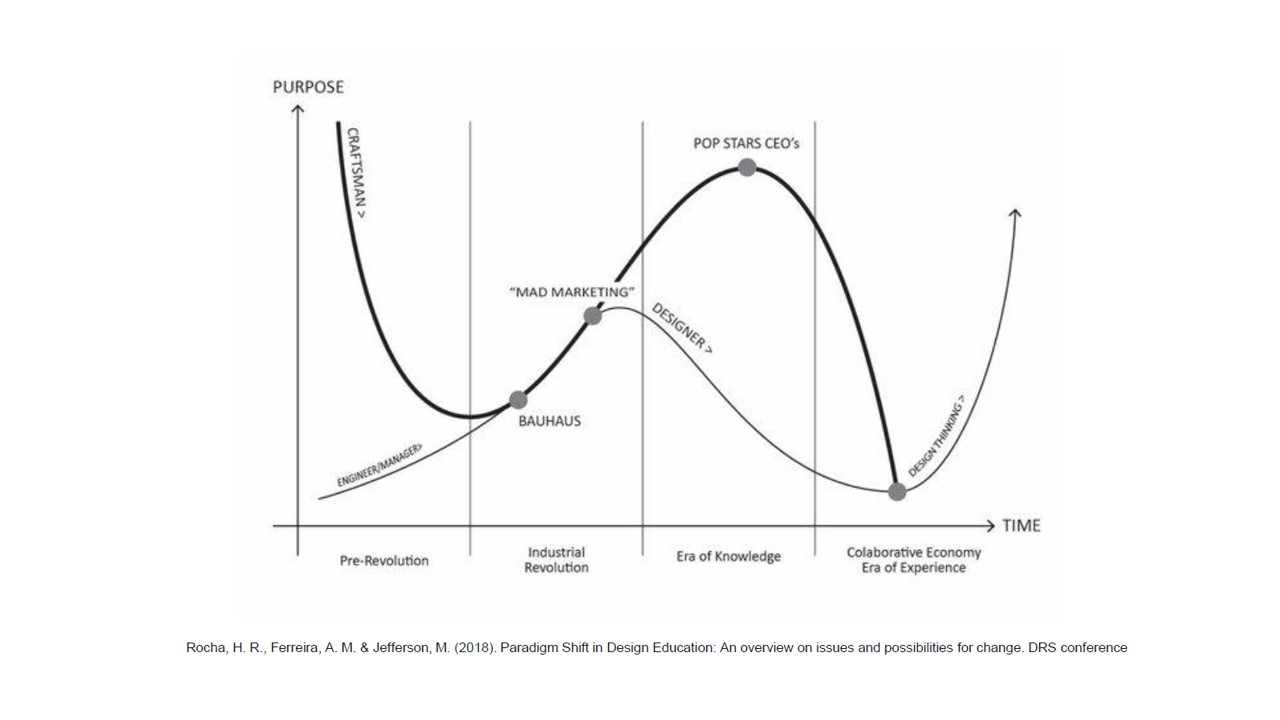 PURPOSE
CRAFTSMAN >
POP STARS CEO's
"MAD MARKETING"
DESIGNER >
BAUHAUS
ENGINEER/MANAGER>
DESIGN THINKING >
TIME
Pre-Revolution
Industrial
Revolution
Era of Knowledge
Colaborative Economy
Era of Experience
Rocha, H. R., Ferreira, A. M. & Jefferson, M. (2018). Paradigm Shift in Design Education: An overview on issues and possibilities for change. DRS conference